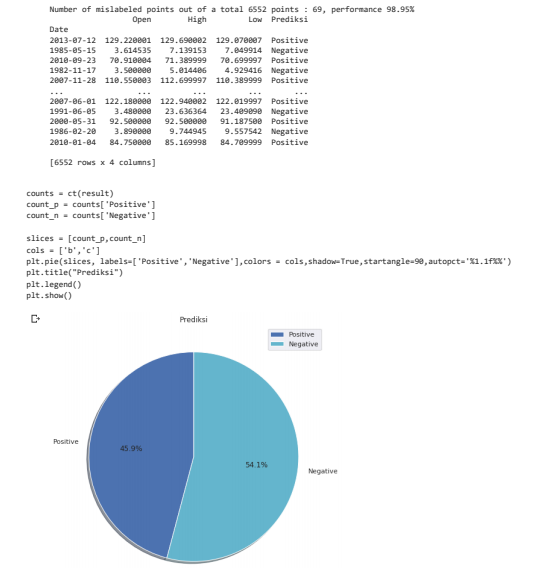 Number of mislabeled points out of a total 6552 points : 69, performance 98.95%
Open High Low Prediksi
Date
2013-07-12 129.220001 129.690002 129.070007 Positive
1985-05-15 3.614535 7.139153 7.049914 Negative
2010-09-23 70.910004 71.389999 70.699997 Positive
1982-11-17 3.500000 5.014406 4.929416 Negative
2007-11-28 110.550003 112.699997 110.389999 Positive
... ... ... ... ...
2007-06-01 122.180000 122.940002 122.019997 Positive
1991-06-05 3.480000 23.636364 23.409090 Negative
2000-05-31 92.500000 92.500000 91.187500 Positive
1986-02-20 3.890000 9.744945 9.557542 Negative
2010-01-04 84.750000 85.169998 84.709999 Positive
[6552 rows x 4 columns]
counts = ct(result)
count_p = counts['Positive']
count_n = counts['Negative']
slices = [count_p,count_n]
cols = ['b','c']
plt.pie(slices, labels=['Positive','Negative'],colors = cols,shadow=True,startangle=90,autopct='%1.1f%%')
plt.title("Prediksi")
plt.legend()
plt.show()
Prediksi
Positive
Negative
Positive
45.9%
54.1%
Negative